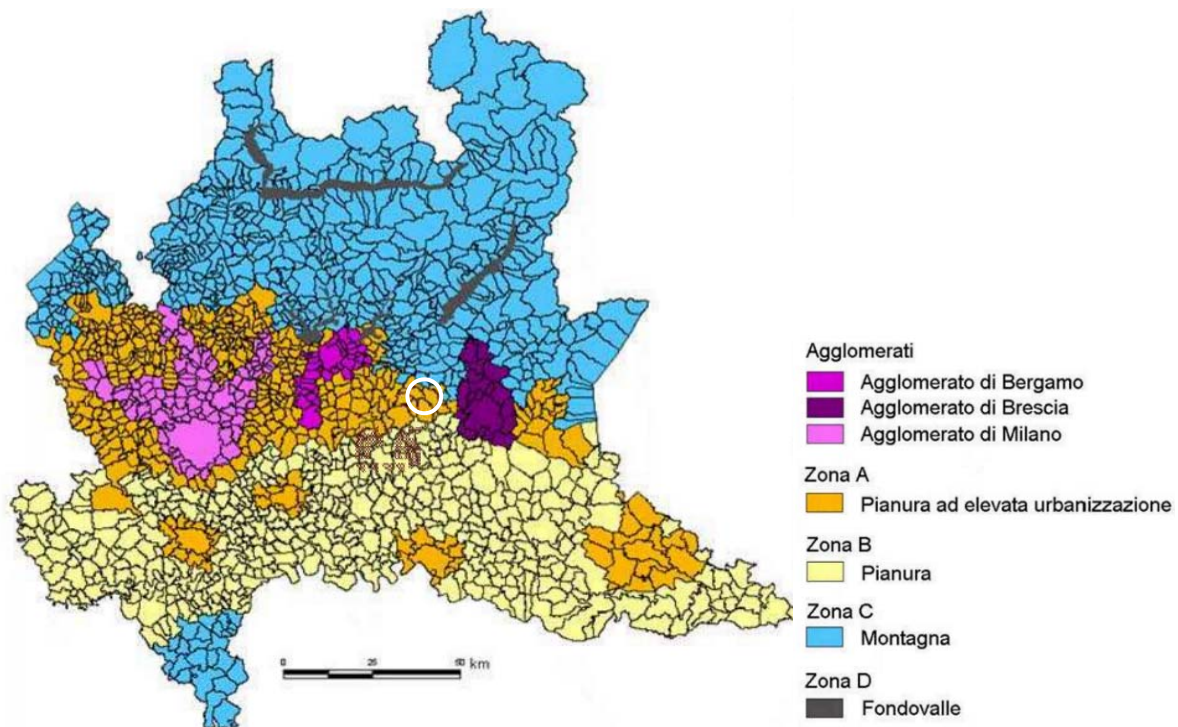 Agglomerati
Agglomerato di Bergamo
Agglomerato di Brescia
Agglomerato di Milano
Zona A
Pianura ad elevata urbanizzazione
Zona B
Pianura
Zona C
Montagna
Zona D
Fondovalle
0 25 50 km